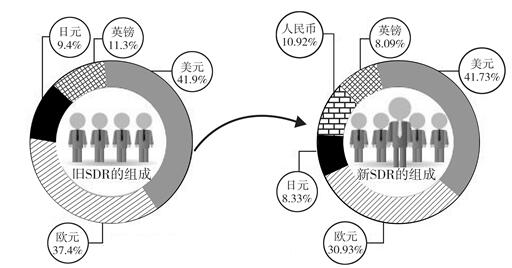 日元
9.4%
英镑
11.3%
美元
41.9%
旧SDR的组成
欧元
37.4%
人民币
10.92%
英镑
8.09%
美元
41.73%
新SDR的组成
日元
8.33%
欧元
30.93%